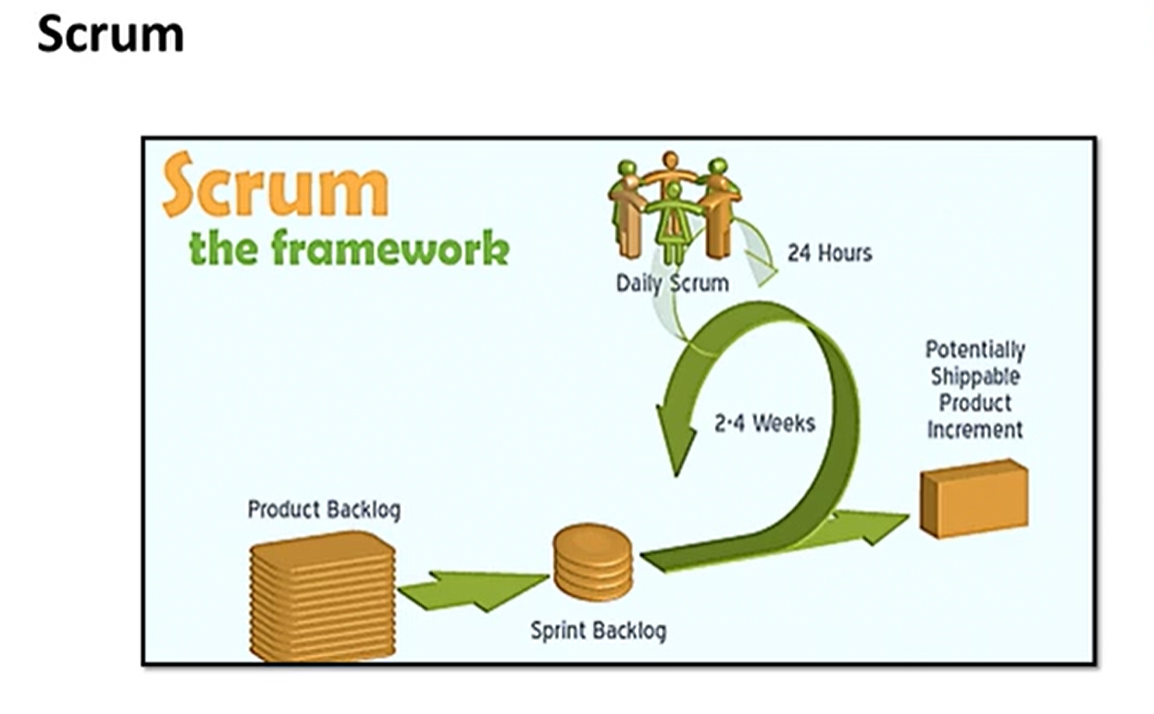 Scrum
Scrum
the framework
24 Hours
Daily Scrum
Potentially
Shippable
Product
Increment
2-4 Weeks
Product Backlog
Sprint Backlog